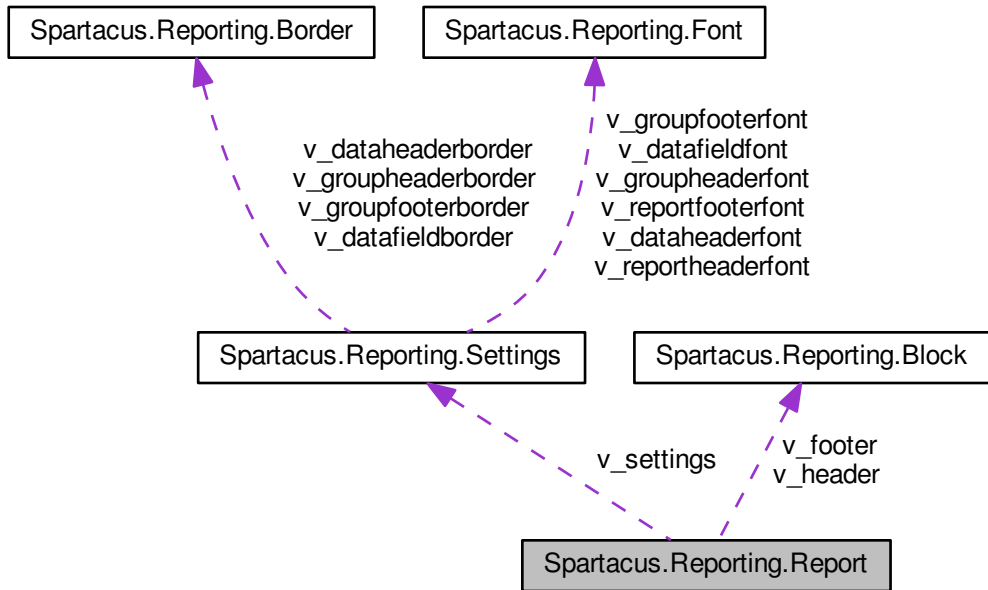 Spartacus.Reporting.Border
Spartacus.Reporting.Font
v_dataheaderborder
v_groupheaderborder
v_groupfooterborder
v_datafieldborder
v_groupfooterfont
v_datafieldfont
v_groupheaderfont
v_reportfooterfont
v_dataheaderfont
v_reportheaderfont
Spartacus.Reporting.Settings
Spartacus.Reporting.Block
v_settings
v_footer
v_header
Spartacus.Reporting.Report